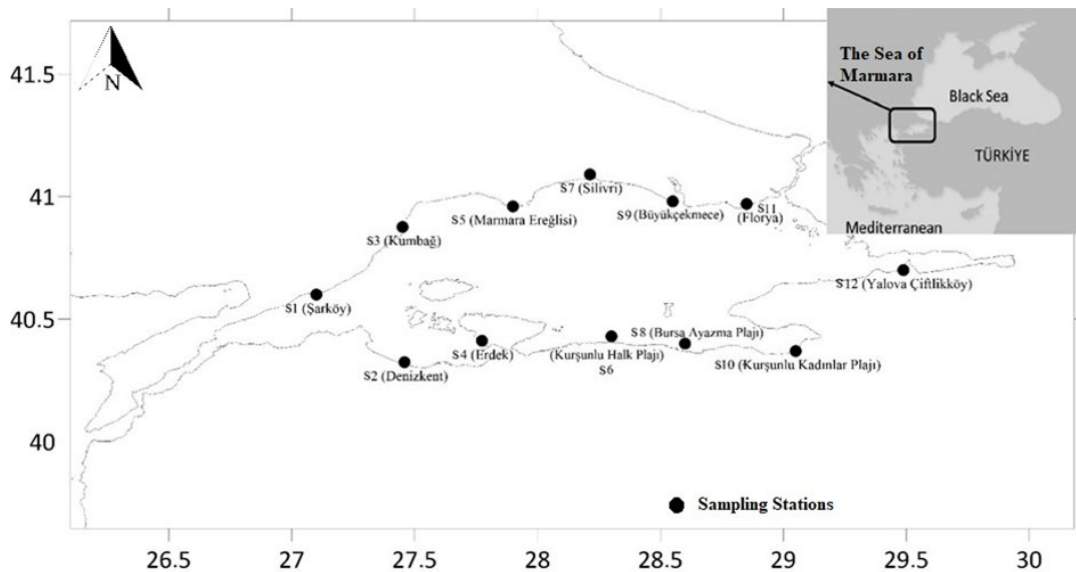 41.5
41
40.5
40
26.5
27
27.5
28
28.5
29
29.5
30
N
The Sea of
Marmara
Black Sea
TÜRKİYE
Mediterranean
S7 (Silivri)
S5 (Marmara Ereğlisi)
S9 (Büyükçekmece)
S11
(Florya)
S3 (Kumbağ)
S12 (Yalova Çiftlikköy)
S1 (Şarköy)
S8 (Bursa Ayazma Plajı)
S4 (Erdek)
(Kurşunlu Halk Plajı)
S6
S10 (Kurşunlu Kadınlar Plajı)
S2 (Denizkent)
Sampling Stations